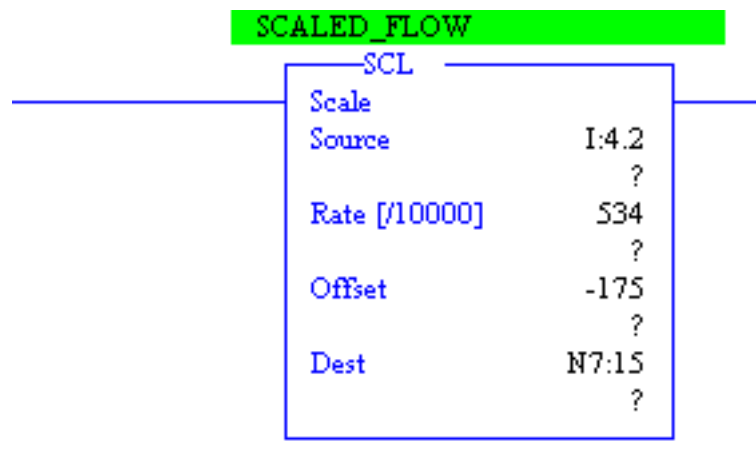 SCALED_FLOW
SCL
Scale
Source I:4.2
?
Rate [/10000] 534
?
Offset -175
?
Dest N7:15
?